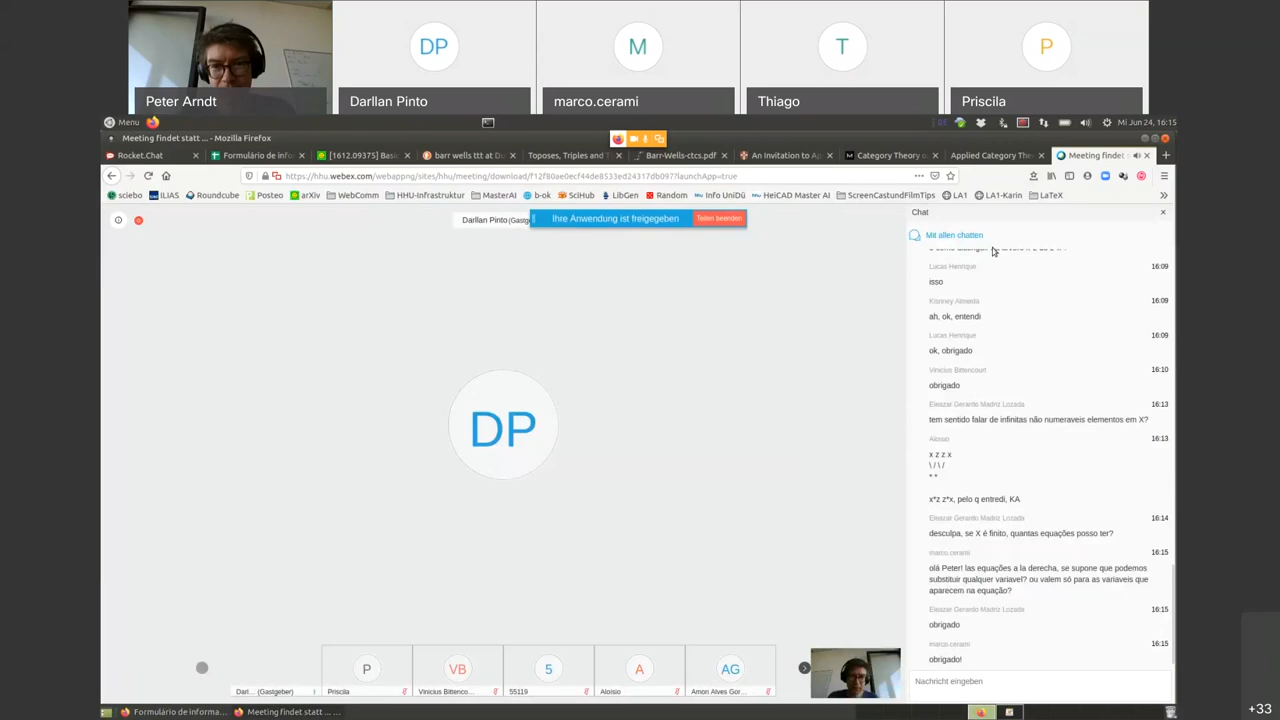 DP
M
T
P
Peter Arndt
Darllan Pinto
marco.cerami
Thiago
Priscila
Menu
Mi Jun 24, 16:15
Meeting findet statt ... - Mozilla Firefox
Rocket.Chat
Formulário de info
[1612.09375] Basic
barr wells ttt at Du
Toposes, Triples and T
Barr-Wells-ctcs.pdf
An Invitation to Ap
Category Theory o
Applied Category The
Meeting findet
https://hhu.webex.com/webappng/sites/hhu/meeting/download/f12f80ae0ecf44de8533ed24317db097?launchApp=true
sciebo
ILIAS
Roundcube
Posteo
arXiv
WebComm
HHU-Infrastruktur
MasterAI
b-ok
SciHub
LibGen
Random
Info UniDÜ
HeiCAD Master AI
ScreenCastundFilmTips
LA1
LA1-Karin
LaTeX
Darllan Pinto (Gastg
Ihre Anwendung ist freigegeben
Teilen beenden
Chat
Mit allen chatten
Lucas Henrique 16:09
isso
Kisnney Almeida 16:09
ah, ok, entendi
Lucas Henrique 16:09
ok, obrigado
Vinicius Bittencourt 16:10
obrigado
Eleazar Gerardo Madriz Lozada 16:13
tem sentido falar de infinitas não numeraveis elementos em X?
Aloísio 16:13
x z z x
\ / \ /
* *
x*z z*x, pelo q entredi, KA
Eleazar Gerardo Madriz Lozada 16:14
desculpa, se X é finito, quantas equações posso ter?
marco.cerami 16:15
olá Peter! las equações a la derecha, se supone que podemos
substituir qualquer variavel? ou valem só para as variaveis que
aparecem na equação?
Eleazar Gerardo Madriz Lozada 16:15
obrigado
marco.cerami 16:15
obrigado!
Nachricht eingeben
DP
P
VB
5
A
AG
Darl... (Gastgeber)
Priscila
Vinicius Bittenco...
55119
Aloísio
Amori Alves Gor...
Formulário de informa...
Meeting findet statt ...
+33